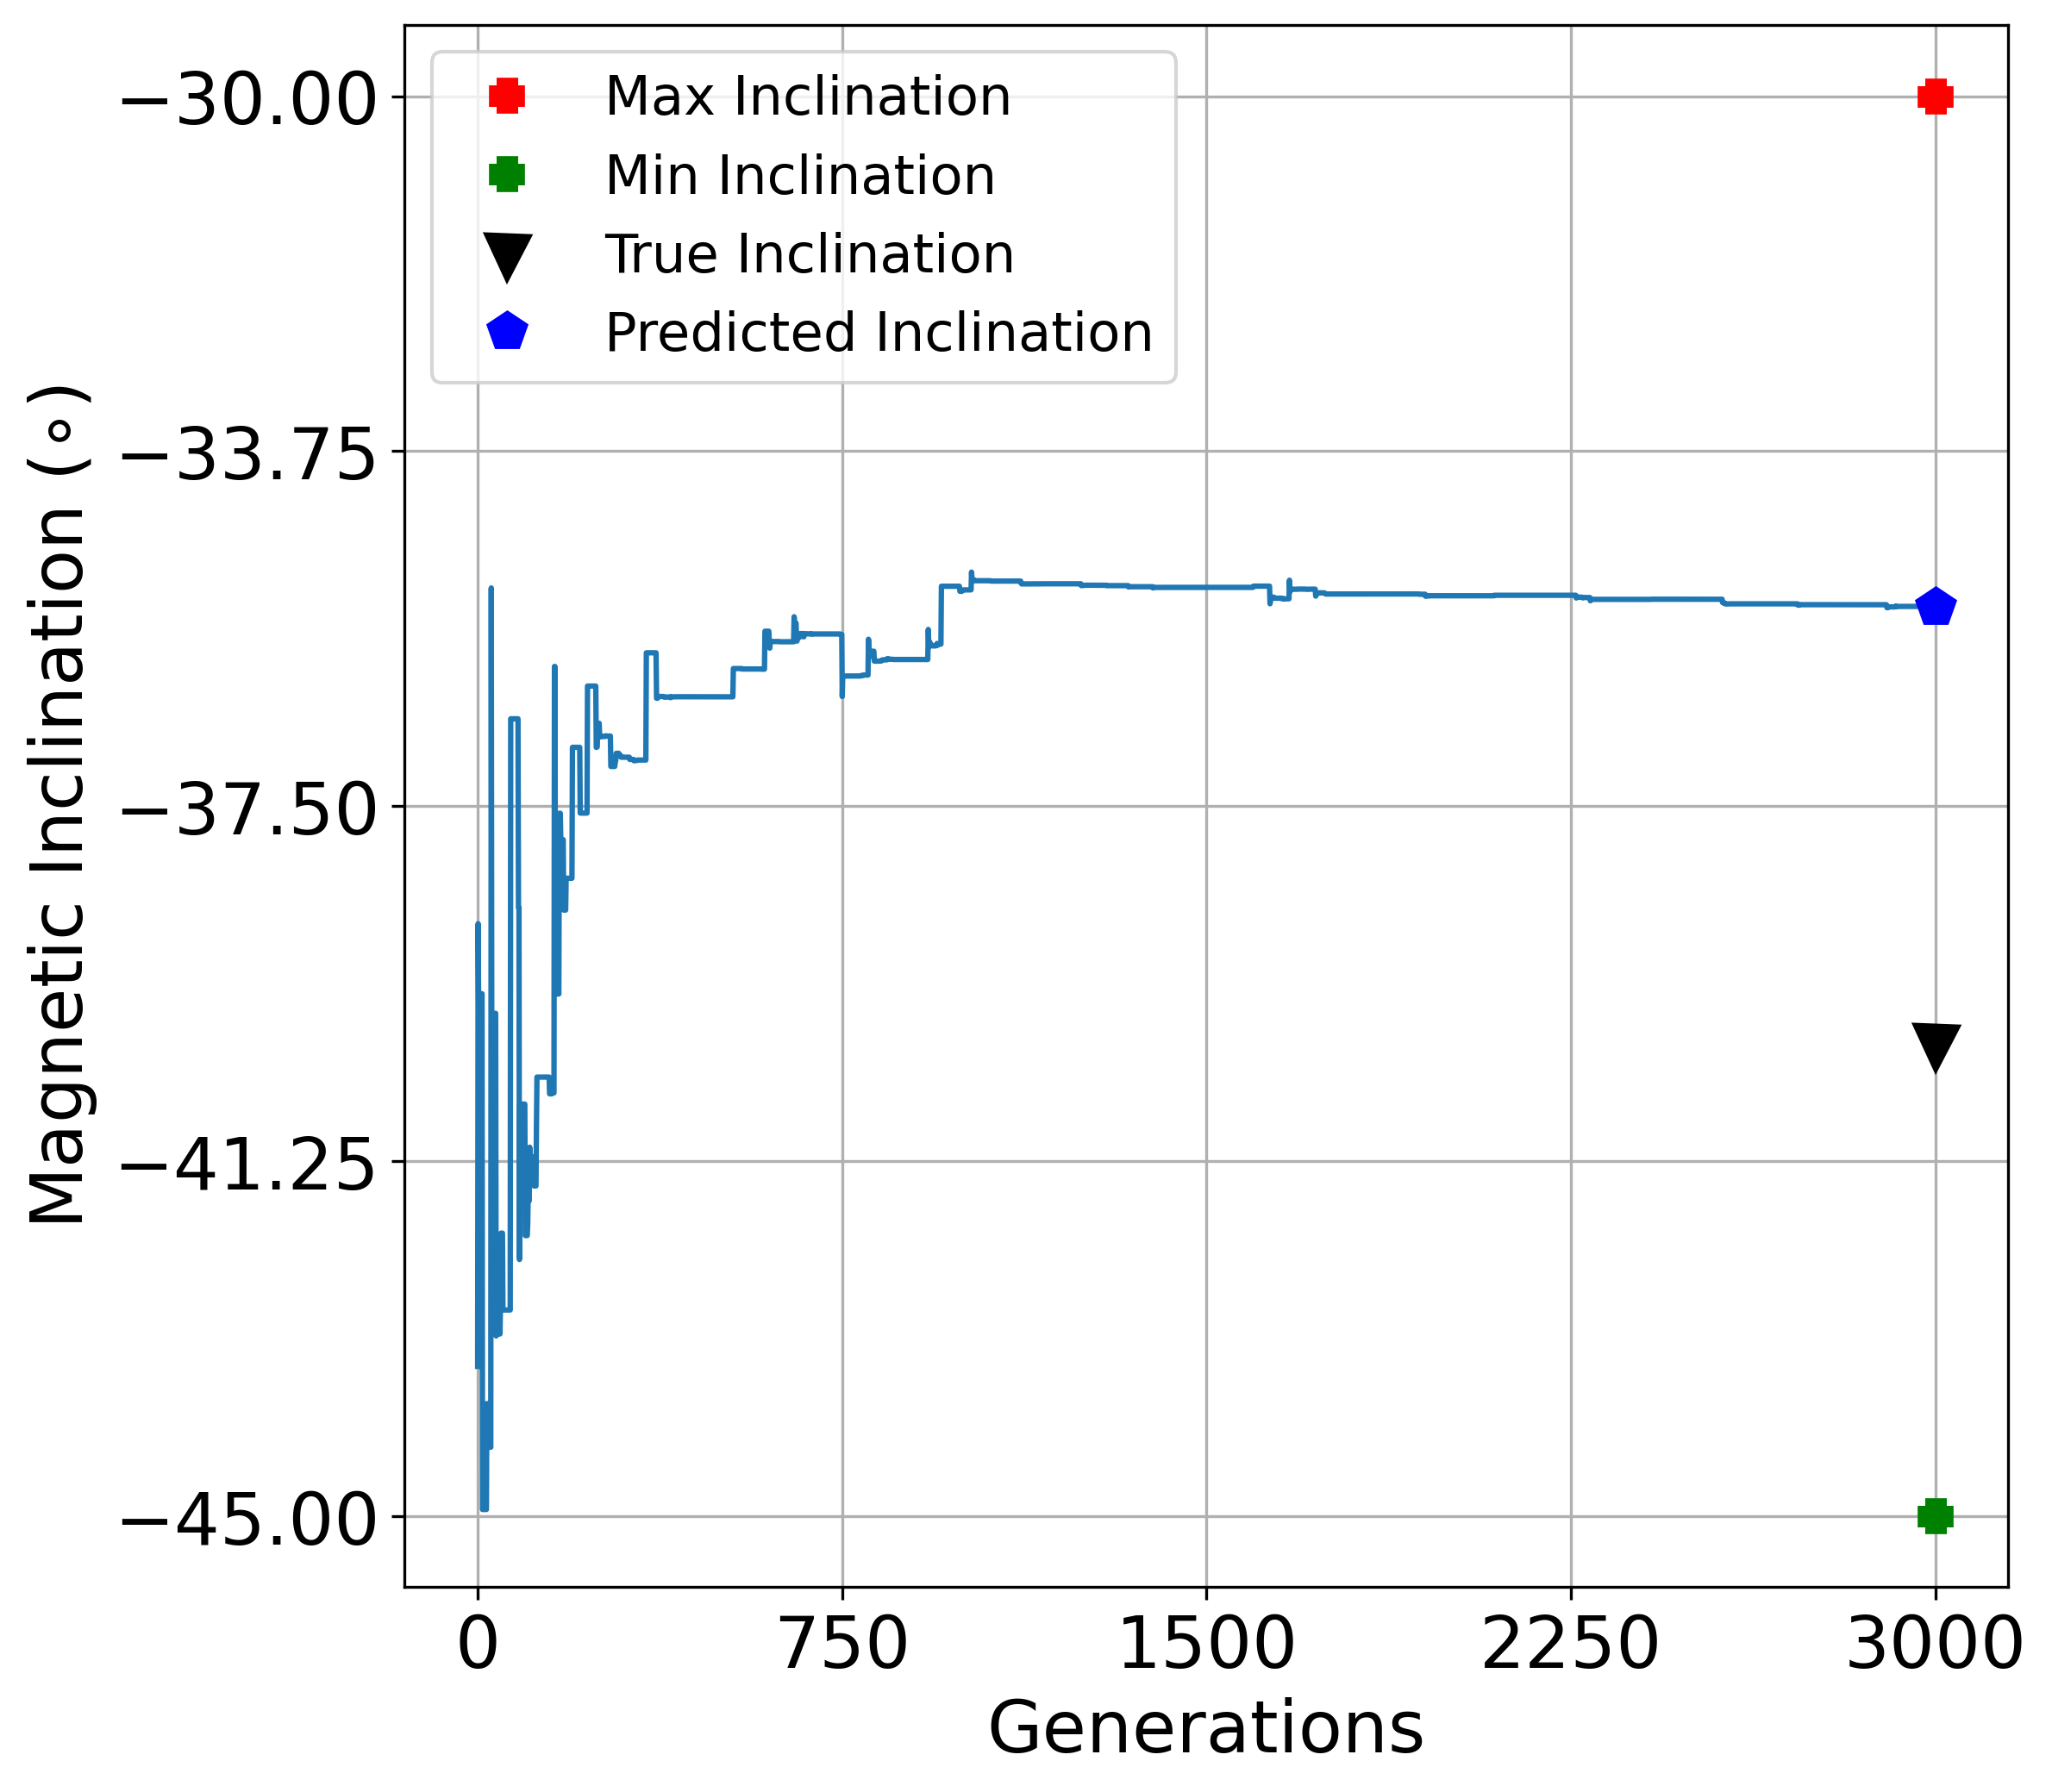 Max Inclination
Min Inclination
True Inclination
Predicted Inclination
Magnetic Inclination (∘)
−30.00
−33.75
−37.50
−41.25
−45.00
0 750 1500 2250 3000
Generations